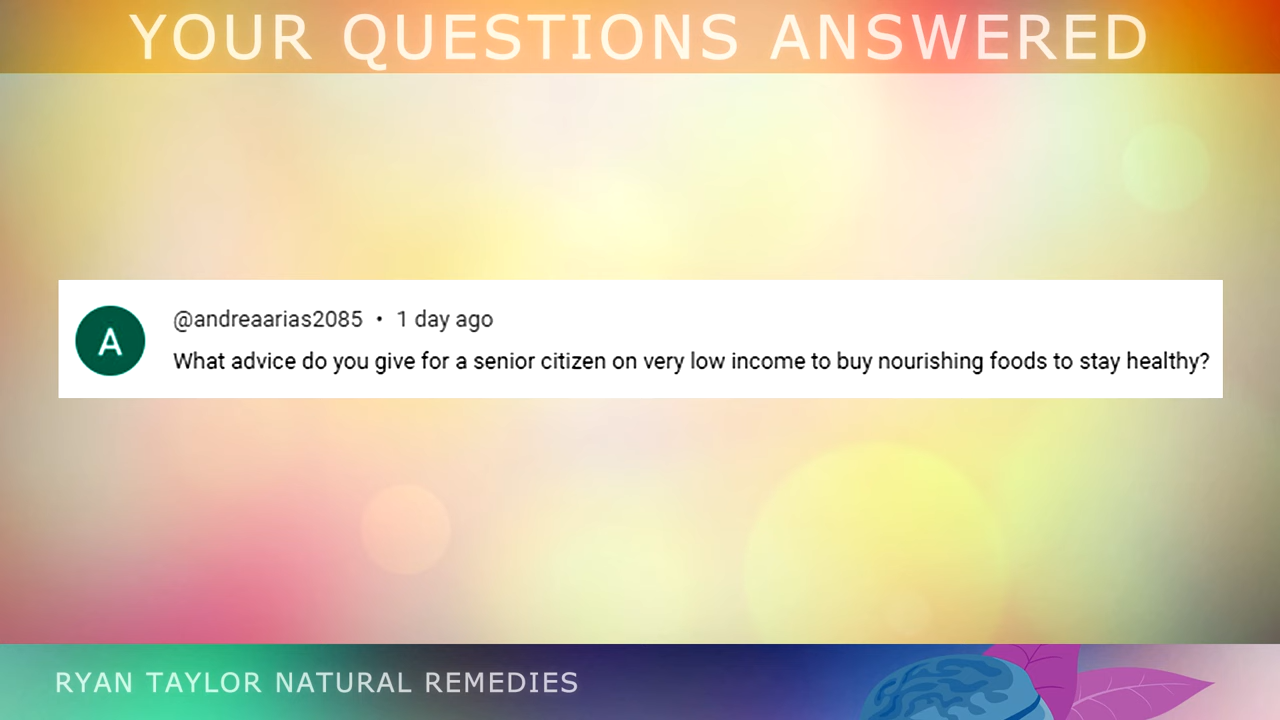 YOUR QUESTIONS ANSWERED
A
@andreaarias2085 • 1 day ago
What advice do you give for a senior citizen on very low income to buy nourishing foods to stay healthy?
RYAN TAYLOR NATURAL REMEDIES